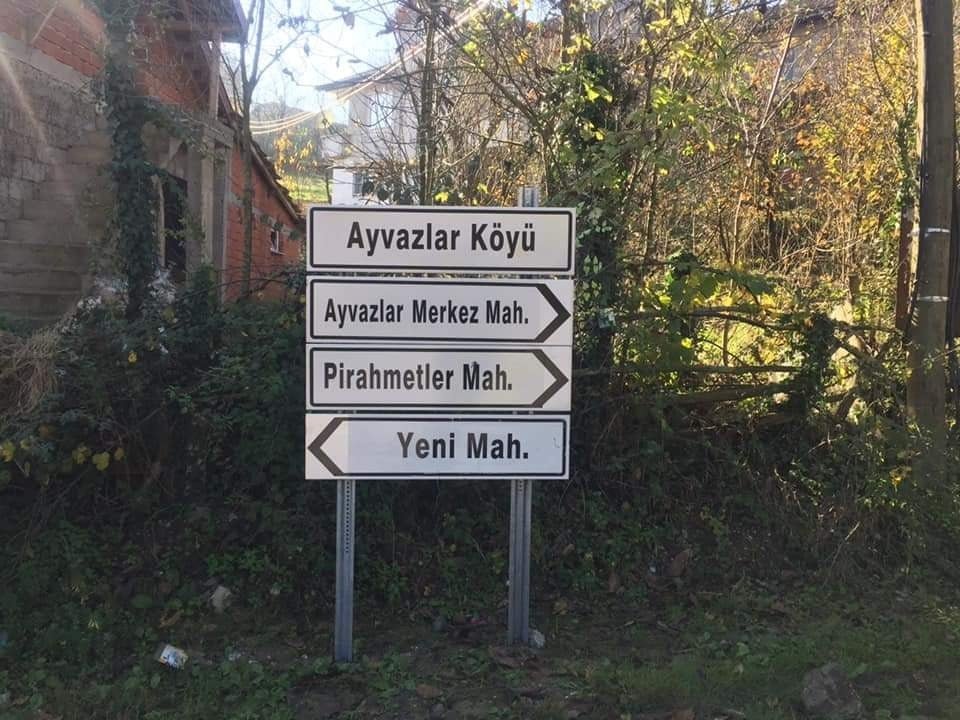 Ayvazlar Köyü
Ayvazlar Merkez Mah.
Pirahmetler Mah.
Yeni Mah.